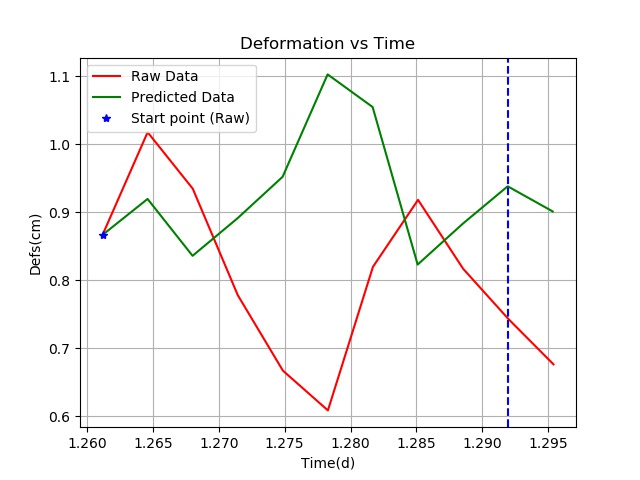 Deformation vs Time
Raw Data
Predicted Data
Start point (Raw)
Defs(cm)
1.1
1.0
0.9
0.8
0.7
0.6
1.260 1.265 1.270 1.275 1.280 1.285 1.290 1.295
Time(d)